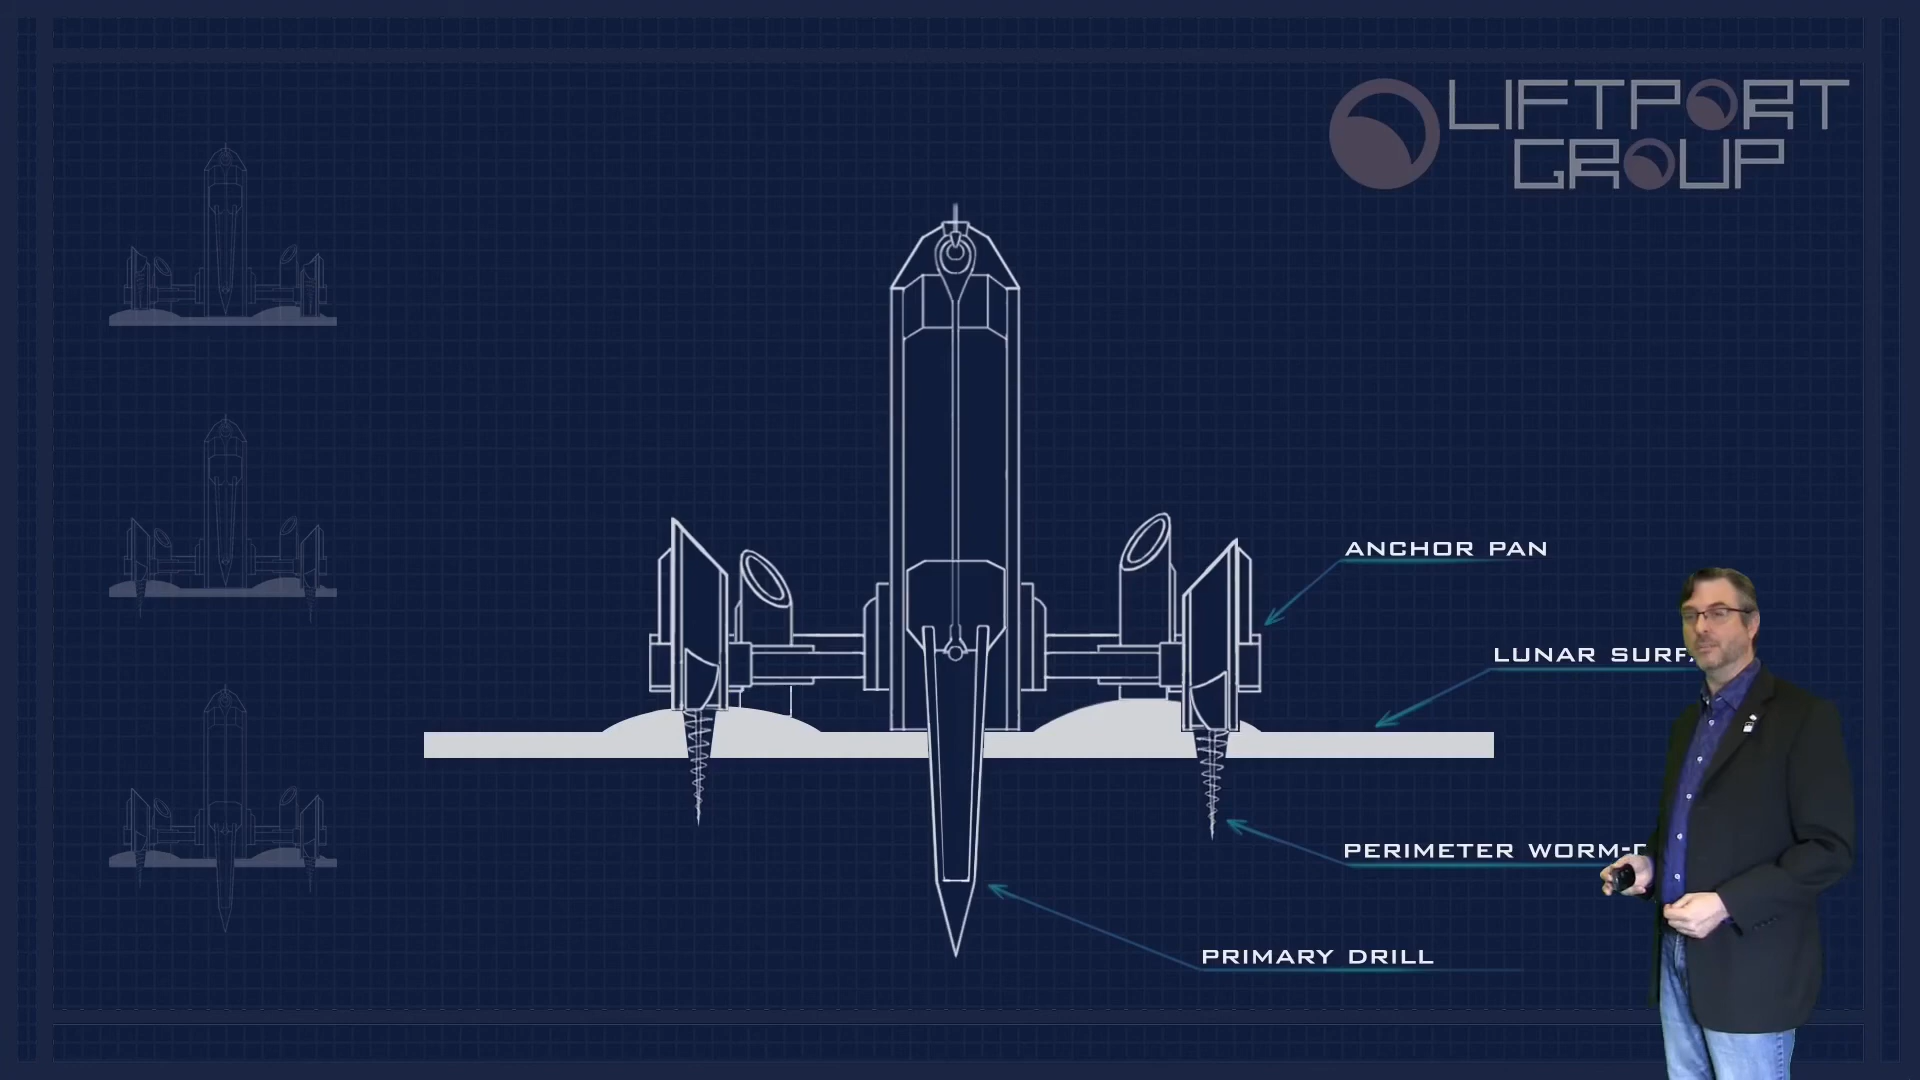 LIFTPORT
GROUP
ANCHOR PAN
LUNAR
PERIMETER
PRIMARY DRILL